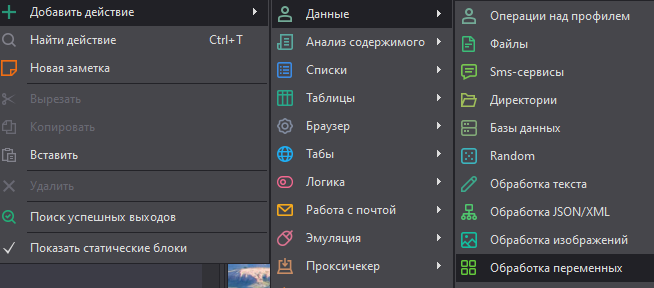 Добавить действие
Найти действие Ctrl+T
Новая заметка
Вырезать
Копировать
Вставить
Удалить
Поиск успешных выходов
Показать статические блоки
Данные
Анализ содержимого
Списки
Таблицы
Браузер
Табы
Логика
Работа с почтой
Эмуляция
Проксичекер
Операции над профилем
Файлы
Sms-сервисы
Директории
Базы данных
Random
Обработка текста
Обработка JSON/XML
Обработка изображений
Обработка переменных